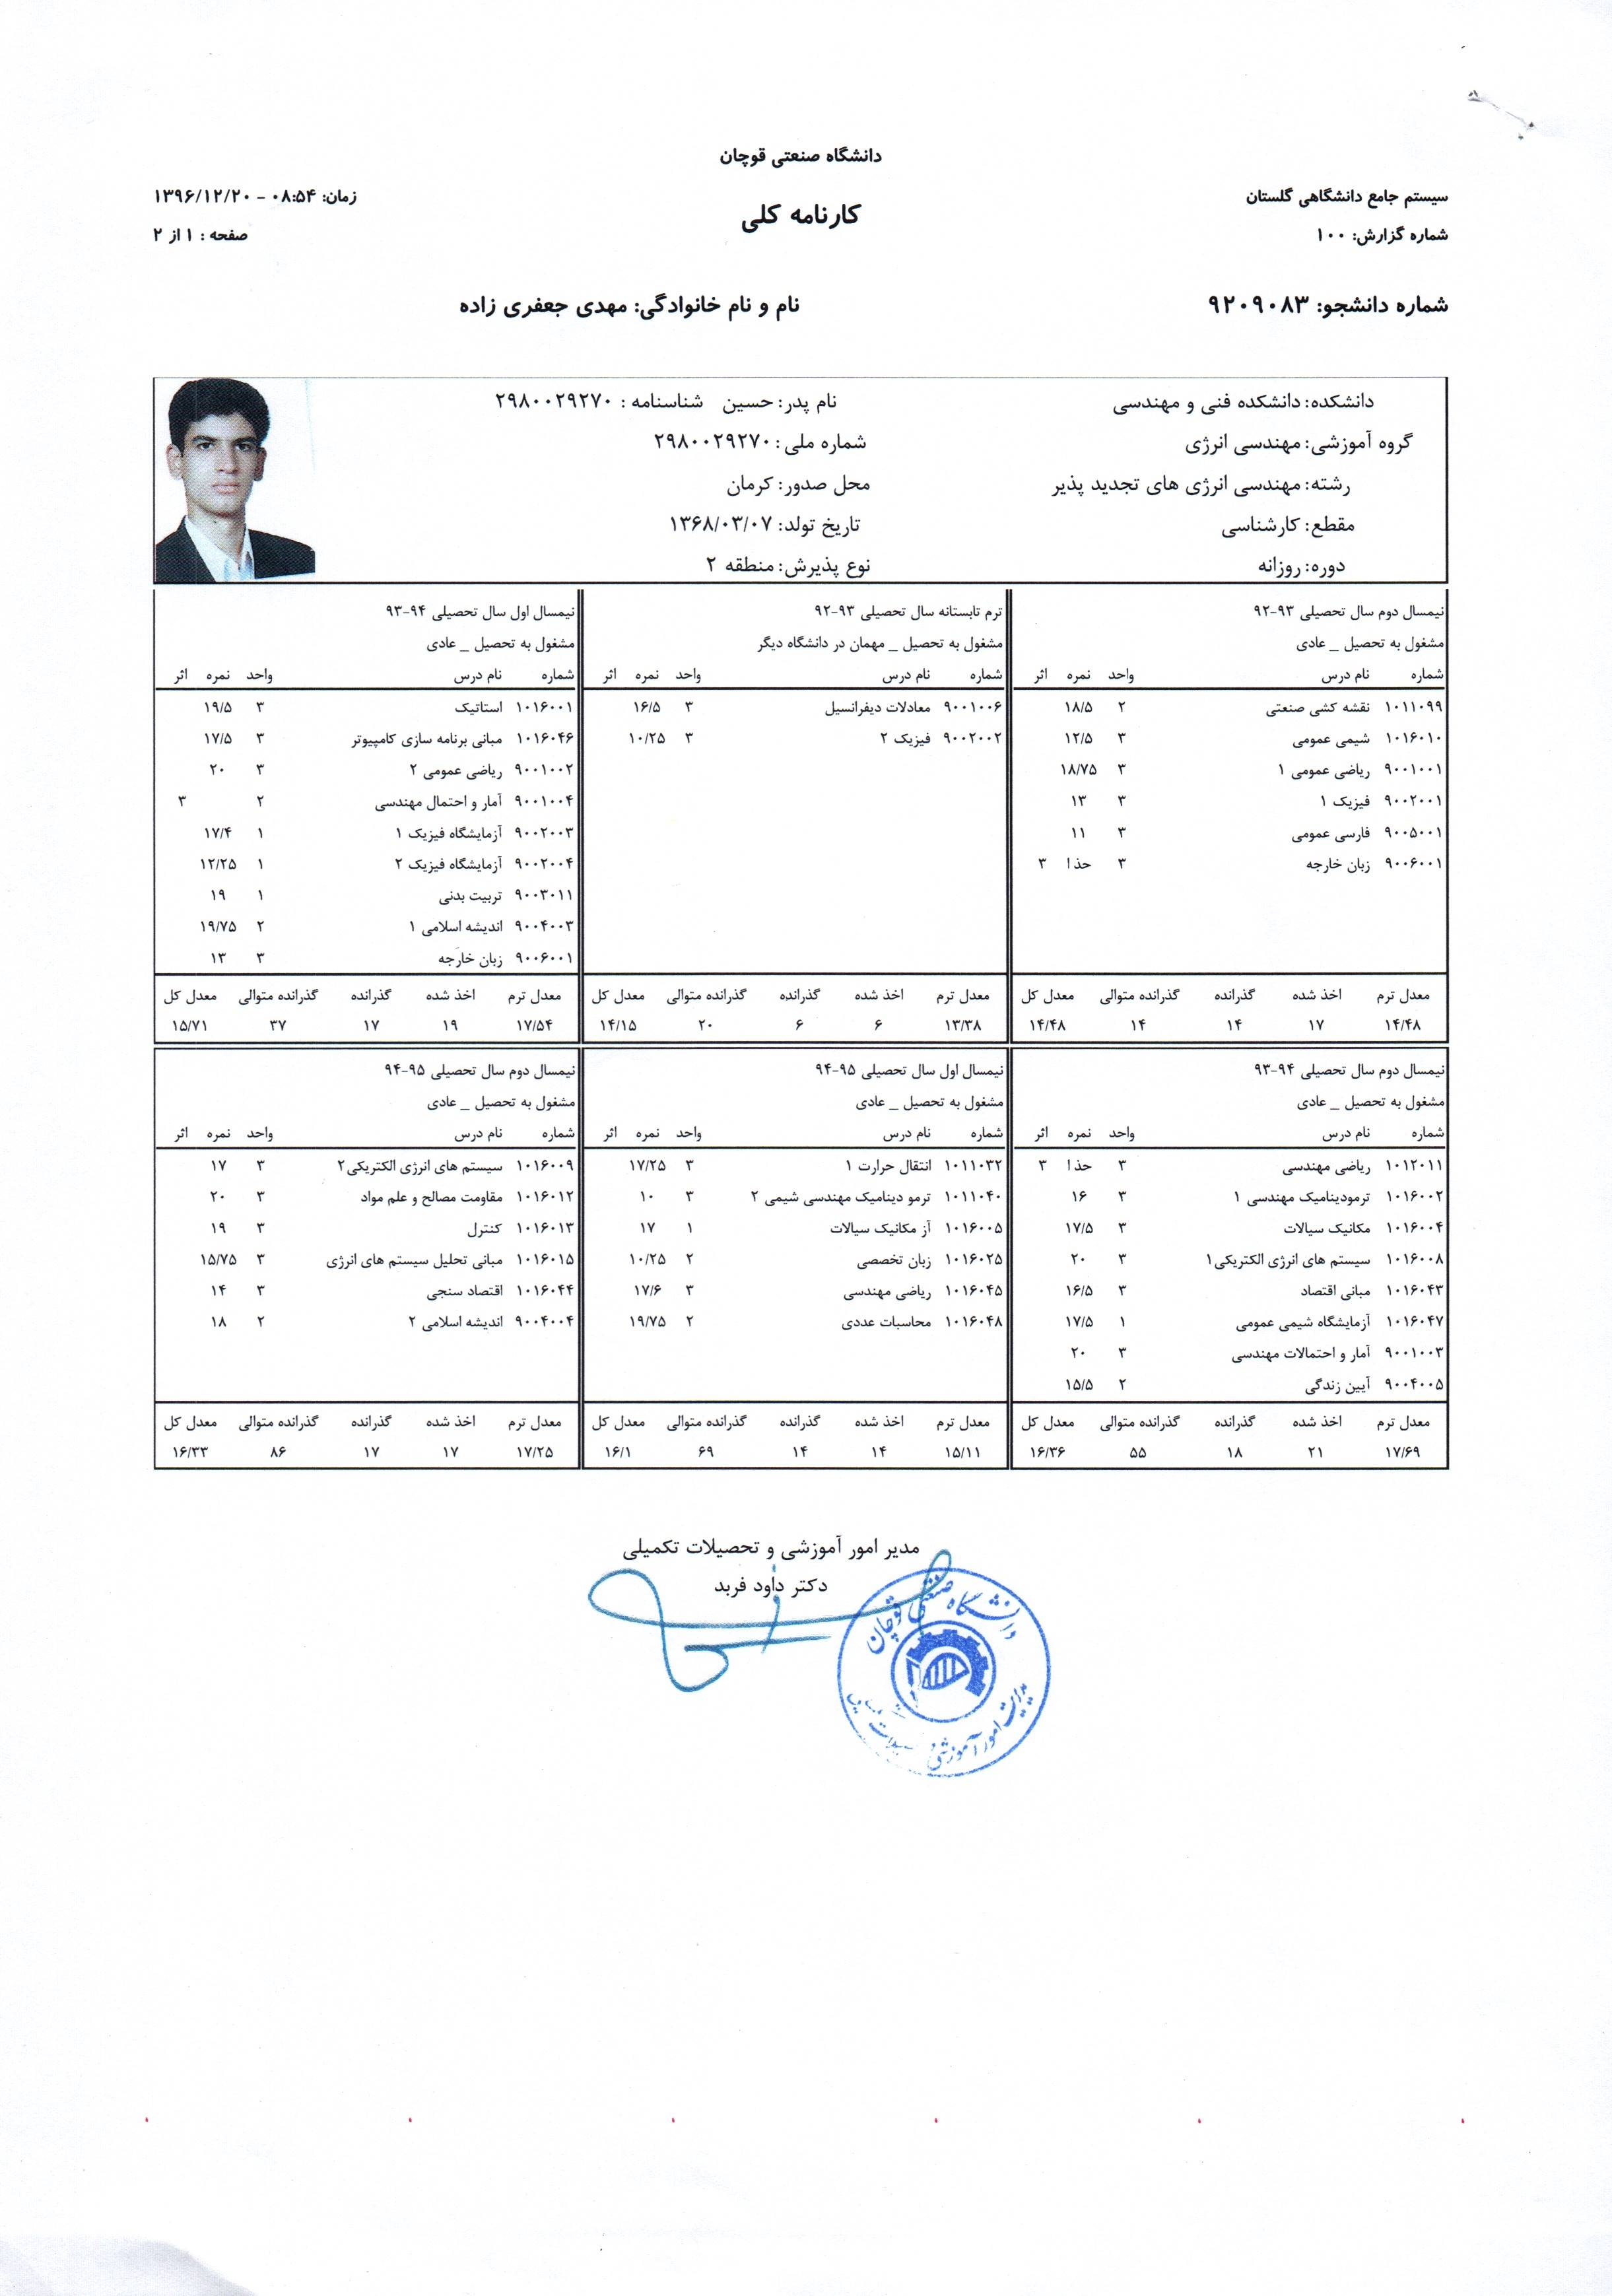 دانشگاه صنعتی قوچان
سیستم جامع دانشگاهی گلستان
کارنامه کلی
زمان: ۰۸:۵۴ - ۱۳۹۶/۱۲/۲۰
شماره گزارش: ۱۰۰
صفحه : ۱ از ۲
شماره دانشجو: ۹۲۰۹۰۸۳
نام و نام خانوادگی: مهدی جعفری زاده
دانشکده: دانشکده فنی و مهندسی
نام پدر: حسین شناسنامه : ۲۹۸۰۰۲۹۲۷۰
گروه آموزشی: مهندسی انرژی
شماره ملی: ۲۹۸۰۰۲۹۲۷۰
رشته: مهندسی انرژی های تجدید پذیر
محل صدور: کرمان
مقطع: کارشناسی
تاریخ تولد: ۱۳۶۸/۰۳/۰۷
دوره: روزانه
نوع پذیرش: منطقه ۲
نیمسال دوم سال تحصیلی ۹۳-۹۲
مشغول به تحصیل _ عادی
شماره نام درس واحد نمره اثر
۱۰۱۱۰۹۹ نقشه کشی صنعتی ۲ ۱۸/۵
۱۰۱۶۰۱۰ شیمی عمومی ۳ ۱۲/۵
۹۰۰۱۰۰۱ ریاضی عمومی ۱ ۳ ۱۸/۷۵
۹۰۰۲۰۰۱ فیزیک ۱ ۳ ۱۳
۹۰۰۵۰۰۱ فارسی عمومی ۳ ۱۱
۹۰۰۶۰۰۱ زبان خارجه ۳ حذا ۳
معدل ترم اخذ شده گذرانده گذرانده متوالی معدل کل
۱۴/۴۸ ۱۷ ۱۴ ۱۴ ۱۴/۴۸
ترم تابستانه سال تحصیلی ۹۳-۹۲
مشغول به تحصیل _ مهمان در دانشگاه دیگر
شماره نام درس واحد نمره اثر
۹۰۰۱۰۰۶ معادلات دیفرانسیل ۳ ۱۶/۵
۹۰۰۲۰۰۲ فیزیک ۲ ۳ ۱۰/۲۵
معدل ترم اخذ شده گذرانده گذرانده متوالی معدل کل
۱۳/۳۸ ۶ ۶ ۲۰ ۱۴/۱۵
نیمسال اول سال تحصیلی ۹۴-۹۳
مشغول به تحصیل _ عادی
شماره نام درس واحد نمره اثر
۱۰۱۶۰۰۱ استاتیک ۳ ۱۹/۵
۱۰۱۶۰۴۶ مبانی برنامه سازی کامپیوتر ۳ ۱۷/۵
۹۰۰۱۰۰۲ ریاضی عمومی ۲ ۳ ۲۰
۹۰۰۱۰۰۴ آمار و احتمال مهندسی ۲ ۳
۹۰۰۲۰۰۳ آزمایشگاه فیزیک ۱ ۱ ۱۷/۴
۹۰۰۲۰۰۴ آزمایشگاه فیزیک ۲ ۱ ۱۲/۲۵
۹۰۰۳۰۱۱ تربیت بدنی ۱ ۱۹
۹۰۰۴۰۰۳ اندیشه اسلامی ۱ ۲ ۱۹/۷۵
۹۰۰۶۰۰۱ زبان خارجه ۳ ۱۳
معدل ترم اخذ شده گذرانده گذرانده متوالی معدل کل
۱۷/۵۴ ۱۹ ۱۷ ۳۷ ۱۵/۷۱
نیمسال دوم سال تحصیلی ۹۴-۹۳
مشغول به تحصیل _ عادی
شماره نام درس واحد نمره اثر
۱۰۱۲۰۱۱ ریاضی مهندسی ۳ حذا ۳
۱۰۱۶۰۰۲ ترمودینامیک مهندسی ۱ ۳ ۱۶
۱۰۱۶۰۰۴ مکانیک سیالات ۳ ۱۷/۵
۱۰۱۶۰۰۸ سیستم های انرژی الکتریکی۱ ۳ ۲۰
۱۰۱۶۰۴۳ مبانی اقتصاد ۳ ۱۶/۵
۱۰۱۶۰۴۷ آزمایشگاه شیمی عمومی ۱ ۱۷/۵
۹۰۰۱۰۰۳ آمار و احتمالات مهندسی ۳ ۲۰
۹۰۰۴۰۰۵ آیین زندگی ۲ ۱۵/۵
معدل ترم اخذ شده گذرانده گذرانده متوالی معدل کل
۱۷/۶۹ ۲۱ ۱۸ ۵۵ ۱۶/۳۶
نیمسال اول سال تحصیلی ۹۵-۹۴
مشغول به تحصیل _ عادی
شماره نام درس واحد نمره اثر
۱۰۱۱۰۳۲ انتقال حرارت ۱ ۳ ۱۷/۲۵
۱۰۱۱۰۴۰ ترمو دینامیک مهندسی شیمی ۲ ۳ ۱۰
۱۰۱۶۰۰۵ آز مکانیک سیالات ۱ ۱۷
۱۰۱۶۰۲۵ زبان تخصصی ۲ ۱۰/۲۵
۱۰۱۶۰۴۵ ریاضی مهندسی ۳ ۱۷/۶
۱۰۱۶۰۴۸ محاسبات عددی ۲ ۱۹/۷۵
معدل ترم اخذ شده گذرانده گذرانده متوالی معدل کل
۱۵/۱۱ ۱۴ ۱۴ ۶۹ ۱۶/۱
نیمسال دوم سال تحصیلی ۹۵-۹۴
مشغول به تحصیل _ عادی
شماره نام درس واحد نمره اثر
۱۰۱۶۰۰۹ سیستم های انرژی الکتریکی۲ ۳ ۱۷
۱۰۱۶۰۱۲ مقاومت مصالح و علم مواد ۳ ۲۰
۱۰۱۶۰۱۳ کنترل ۳ ۱۹
۱۰۱۶۰۱۵ مبانی تحلیل سیستم های انرژی ۳ ۱۵/۷۵
۱۰۱۶۰۴۴ اقتصاد سنجی ۳ ۱۴
۹۰۰۴۰۰۴ اندیشه اسلامی ۲ ۲ ۱۸
معدل ترم اخذ شده گذرانده گذرانده متوالی معدل کل
۱۷/۲۵ ۱۷ ۱۷ ۸۶ ۱۶/۳۳
مدیر امور آموزشی و تحصیلات تکمیلی
دکتر داود فربد
دانشگاه صنعتی قوچان
مدیریت امور آموزشی